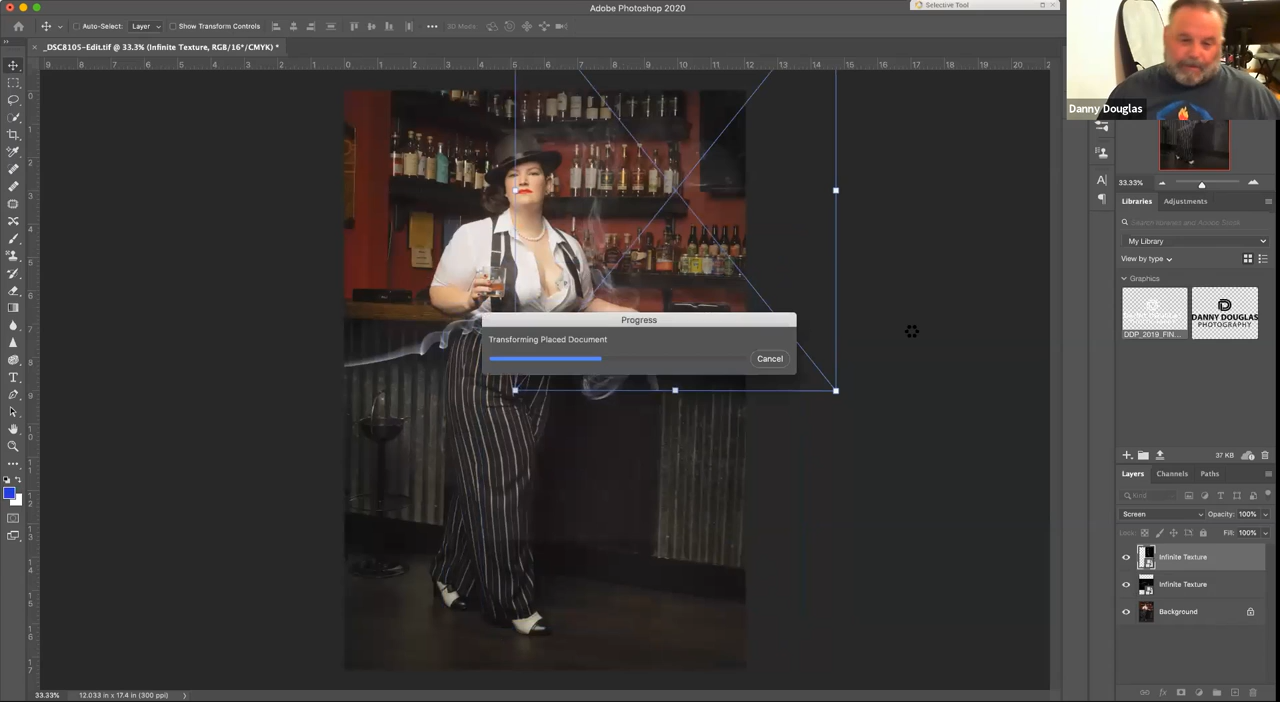 Adobe Photoshop 2020
Selective Tool
Auto-Select:
Layer
Show Transform Controls
3D Mode:
_DSC8105-Edit.tif @ 33.3% (Infinite Texture, RGB/16*/CMYK) *
Danny Douglas
33.33%
Libraries
Adjustments
Search libraries and Adobe Stock
My Library
View by type
Graphics
DDP_2019_FIN...
DANNY DOUGLAS
PHOTOGRAPHY
Progress
Transforming Placed Document
Cancel
37 KB
Layers
Channels
Paths
Kind
Screen
Opacity: 100%
Lock:
Fill: 100%
Infinite Texture
Infinite Texture
Background
33.33%
12.033 in x 17.4 in (300 ppi)